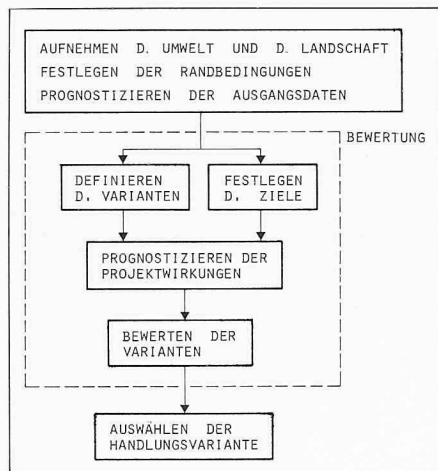 AUFNEHMEN D. UMWELT UND D. LANDSCHAFT
FESTLEGEN DER RANDBEDINGUNGEN
PROGNOSTIZIEREN DER AUSGANGSDATEN
BEWERTUNG
DEFINIEREN
D. VARIANTEN
FESTLEGEN
D. ZIELE
PROGNOSTIZIEREN DER
PROJEKTWIRKUNGEN
BEWERTEN DER
VARIANTEN
AUSWÄHLEN DER
HANDLUNGSVARIANTE